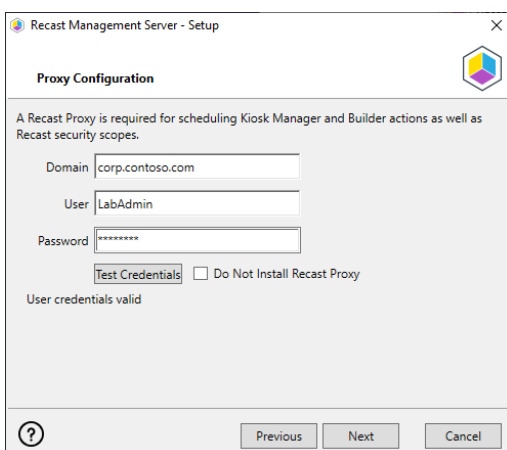 Recast Management Server - Setup
Proxy Configuration
A Recast Proxy is required for scheduling Kiosk Manager and Builder actions as well as
Recast security scopes.
Domain corp.contoso.com
User LabAdmin
Password ********
Test Credentials Do Not Install Recast Proxy
User credentials valid
? Previous Next Cancel